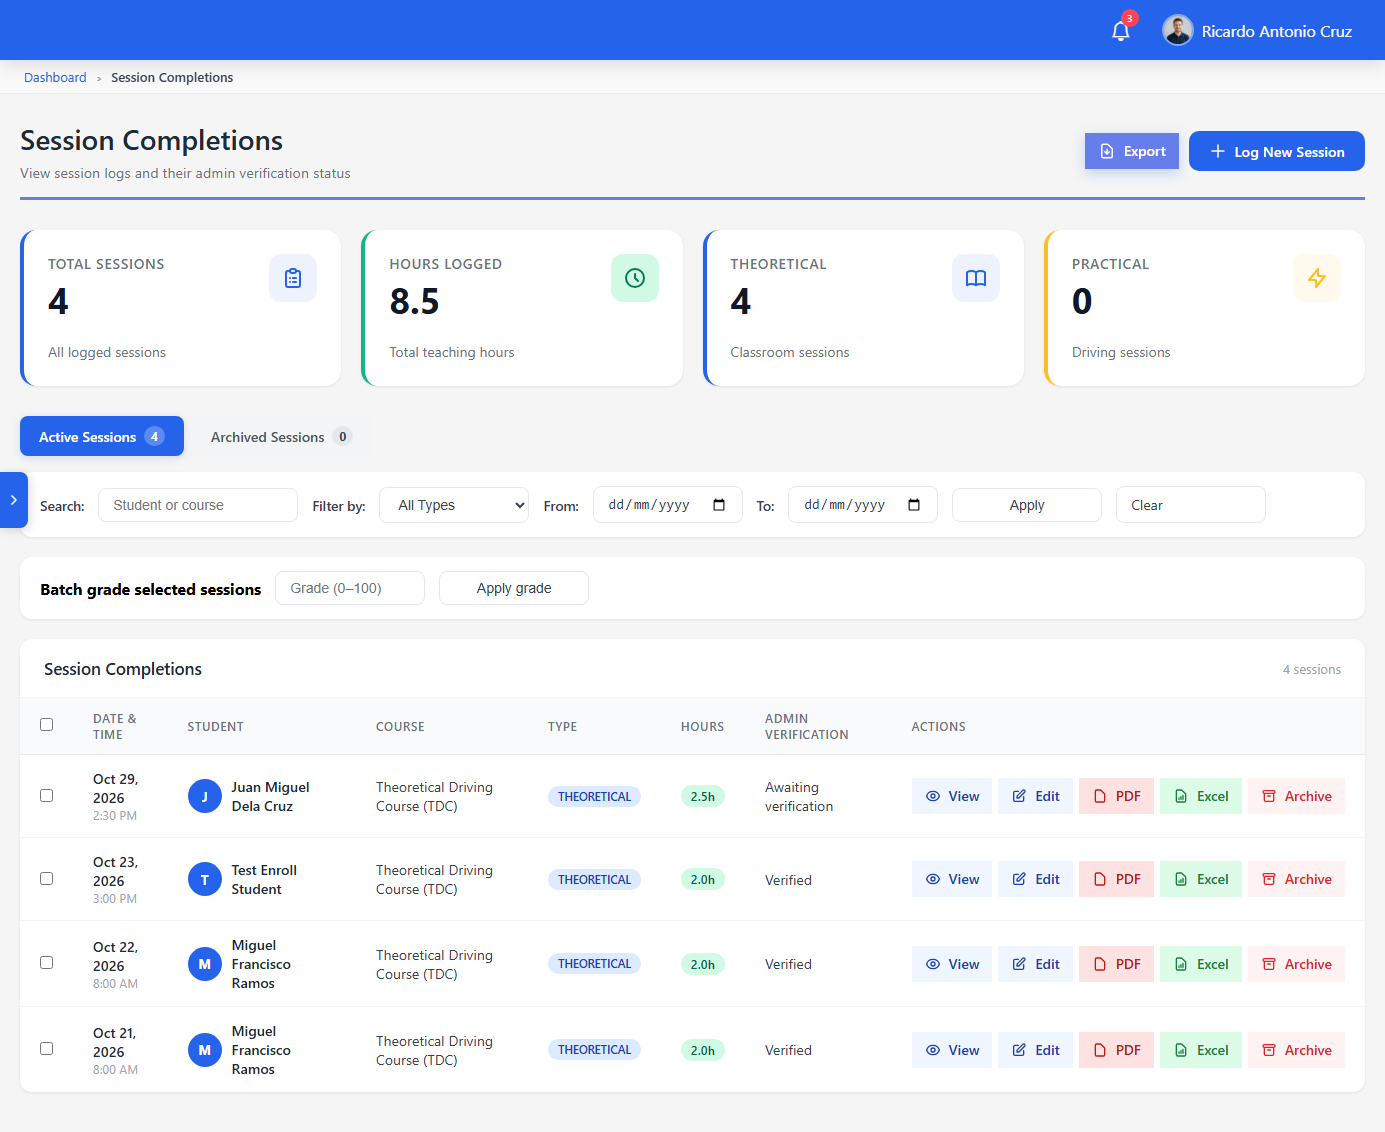 3
Ricardo Antonio Cruz
Dashboard › Session Completions
Session Completions
View session logs and their admin verification status
Export
Log New Session
TOTAL SESSIONS
4
All logged sessions
HOURS LOGGED
8.5
Total teaching hours
THEORETICAL
4
Classroom sessions
PRACTICAL
0
Driving sessions
Active Sessions 4
Archived Sessions 0
Search: Student or course Filter by: All Types From: dd/mm/yyyy To: dd/mm/yyyy Apply Clear
Batch grade selected sessions Grade (0–100) Apply grade
Session Completions
4 sessions
DATE &
TIME
STUDENT
COURSE
TYPE
HOURS
ADMIN
VERIFICATION
ACTIONS
Oct 29,
2026
2:30 PM
J
Juan Miguel
Dela Cruz
Theoretical Driving
Course (TDC)
THEORETICAL
2.5h
Awaiting
verification
View Edit PDF Excel Archive
Oct 23,
2026
3:00 PM
T
Test Enroll
Student
Theoretical Driving
Course (TDC)
THEORETICAL
2.0h
Verified
View Edit PDF Excel Archive
Oct 22,
2026
8:00 AM
M
Miguel
Francisco
Ramos
Theoretical Driving
Course (TDC)
THEORETICAL
2.0h
Verified
View Edit PDF Excel Archive
Oct 21,
2026
8:00 AM
M
Miguel
Francisco
Ramos
Theoretical Driving
Course (TDC)
THEORETICAL
2.0h
Verified
View Edit PDF Excel Archive